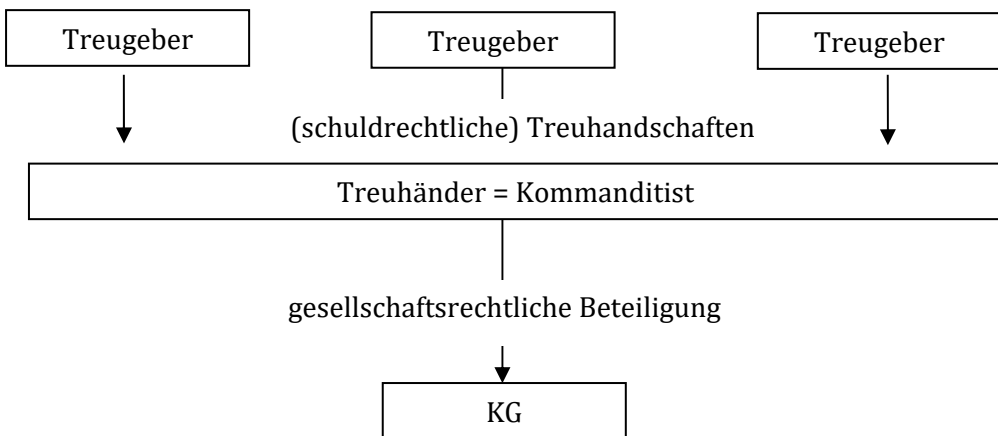 Treugeber
Treugeber
Treugeber
(schuldrechtliche) Treuhandschaften
Treuhänder = Kommanditist
gesellschaftsrechtliche Beteiligung
KG